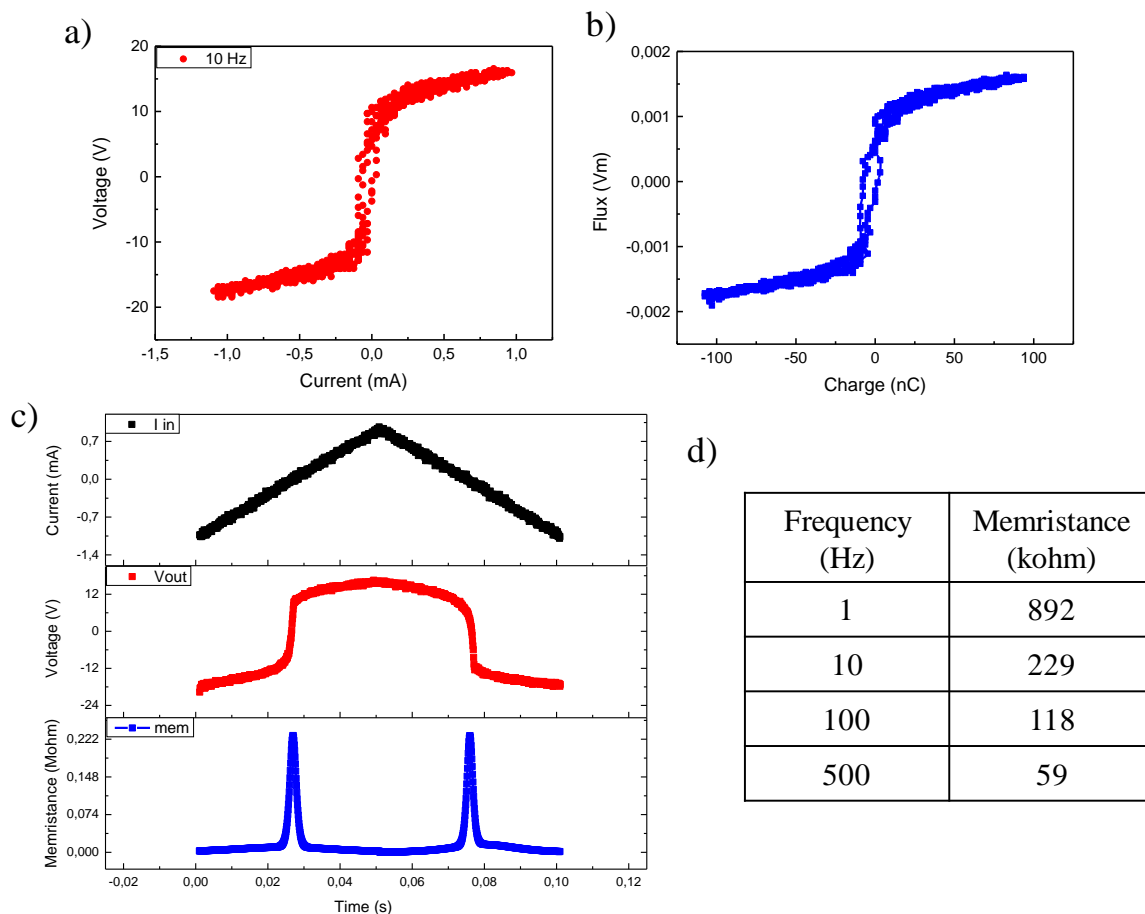 a)
10 Hz
20
10
0
-10
-20
Voltage (V)
-1,5
-1,0
-0,5
0,0
0,5
1,0
Current (mA)
b)
0,002
0,001
0,000
-0,001
-0,002
Flux (Vm)
-100
-50
0
50
100
Charge (nC)
c)
I in
0,7
0,0
-0,7
-1,4
Current (mA)
Vout
12
0
-12
-24
Voltage (V)
mem
0,222
0,148
0,074
0,000
Memristance (Mohm)
-0,02
0,00
0,02
0,04
0,06
0,08
0,10
0,12
Time (s)
d)
Frequency (Hz)
Memristance (kohm)
1
892
10
229
100
118
500
59